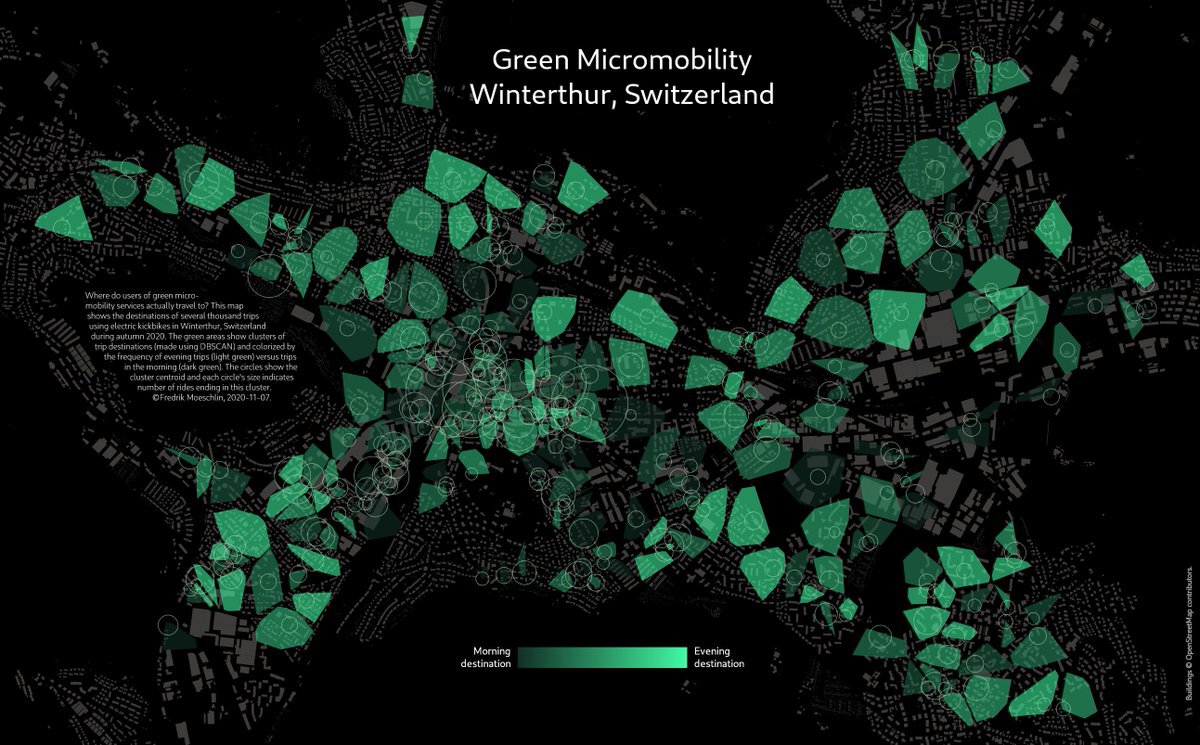 Green Micromobility
Winterthur, Switzerland
Where do users of green micro-
mobility services actually travel to? This map
shows the destinations of several thousand trips
using electric kickbikes in Winterthur, Switzerland
during autumn 2020. The green areas show clusters of
trip destinations (made using DBSCAN) and colorized by
the frequency of evening trips (light green) versus trips
in the morning (dark green). The circles show the
cluster centroid and each circle's size indicates
number of rides ending in this cluster.
©Fredrik Moeschlin, 2020-11-07.
Morning
destination
Evening
destination
Buildings © OpenStreetMap contributors.